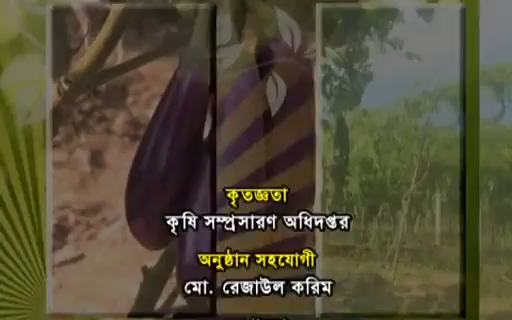 কৃতজ্ঞতা
কৃষি সম্প্রসারণ অধিদপ্তর
অনুষ্ঠান সহযোগী
মো. রেজাউল করিম